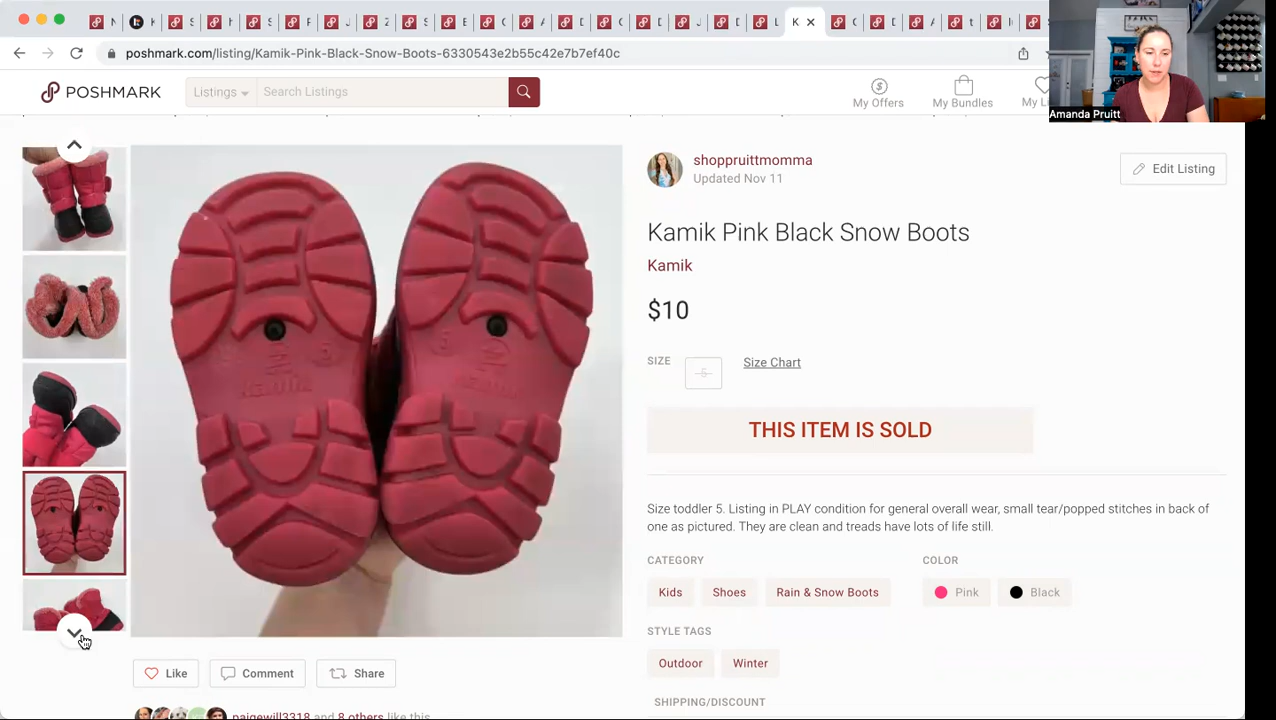 poshmark.com/listing/Kamik-Pink-Black-Snow-Boots-6330543e2b55c42e7b7ef40c
POSHMARK
Listings
Search Listings
My Offers
My Bundles
Amanda Pruitt
shoppruittmomma
Updated Nov 11
Edit Listing
Kamik Pink Black Snow Boots
Kamik
$10
SIZE
5
Size Chart
THIS ITEM IS SOLD
Size toddler 5. Listing in PLAY condition for general overall wear, small tear/popped stitches in back of
one as pictured. They are clean and treads have lots of life still.
CATEGORY
COLOR
Kids
Shoes
Rain & Snow Boots
Pink
Black
STYLE TAGS
Outdoor
Winter
SHIPPING/DISCOUNT
Like
Comment
Share
paigewill3318 and 8 others like this
kamik
5